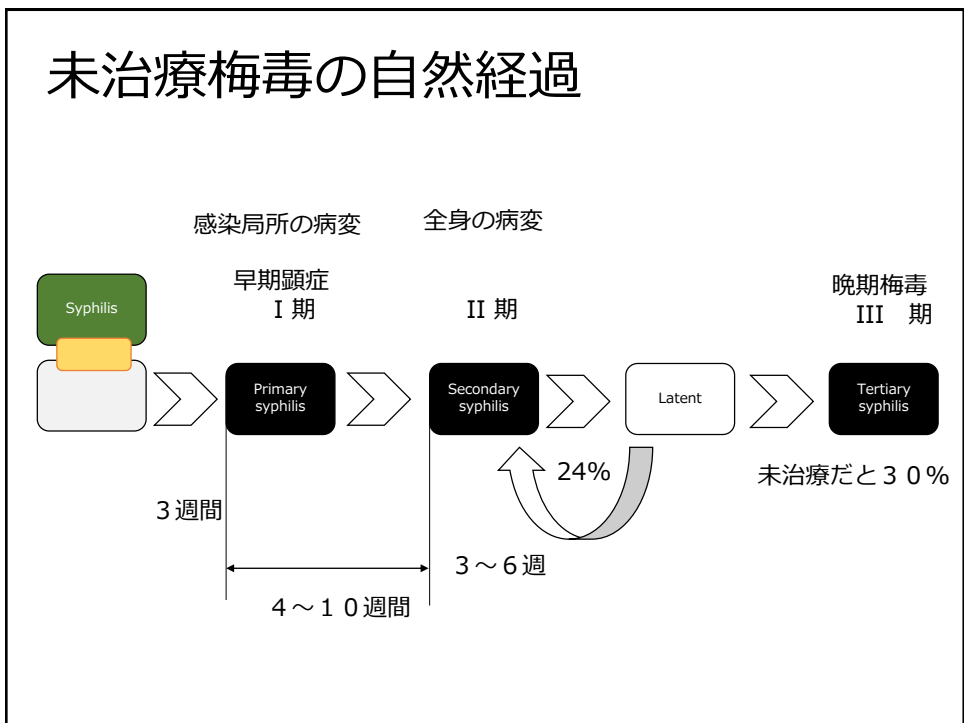 未治療梅毒の自然経過
感染局所の病変
全身の病変
早期顕症
I 期
II 期
晩期梅毒
III　期
Syphilis
Primary
syphilis
Secondary
syphilis
Latent
Tertiary
syphilis
24%
未治療だと３０%
３週間
３～６週
４～１０週間